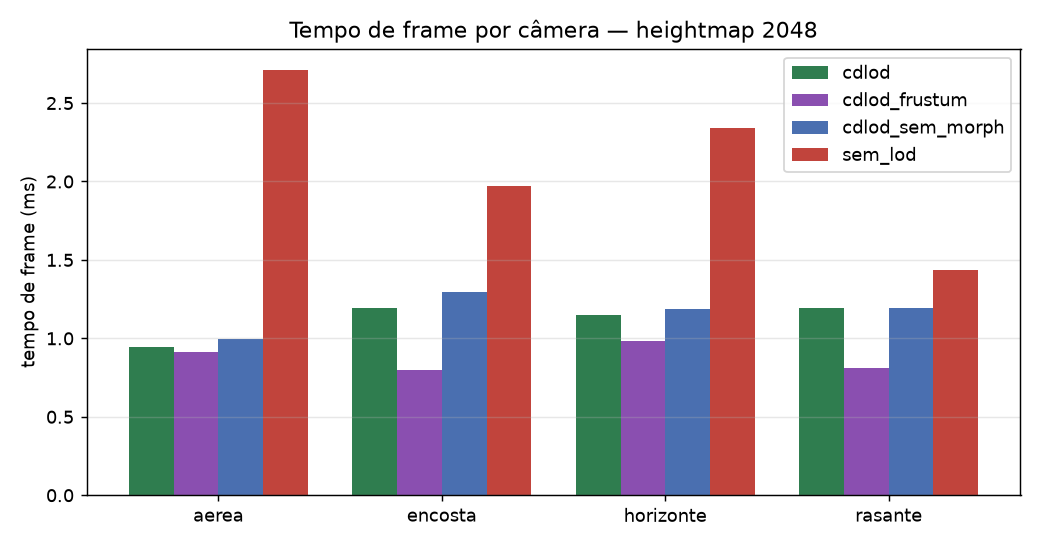 Tempo de frame por câmera — heightmap 2048
tempo de frame (ms)
2.5
2.0
1.5
1.0
0.5
0.0
cdlod
cdlod_frustum
cdlod_sem_morph
sem_lod
aerea
encosta
horizonte
rasante